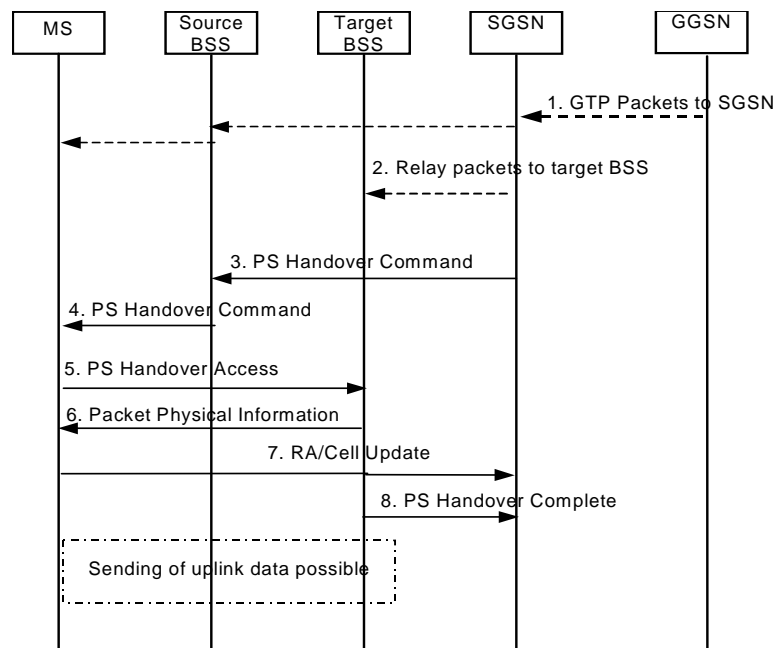 MS
Source
BSS
Target
BSS
SGSN
GGSN
1. GTP Packets to SGSN
2. Relay packets to target BSS
3. PS Handover Command
4. PS Handover Command
5. PS Handover Access
6. Packet Physical Information
7. RA/Cell Update
8. PS Handover Complete
Sending of uplink data possible